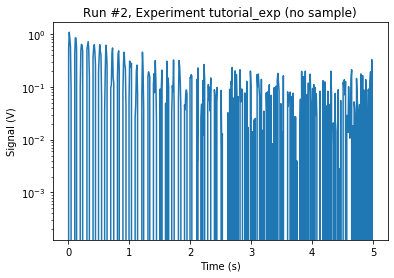 Run #2, Experiment tutorial_exp (no sample)
10⁰
10⁻¹
10⁻²
10⁻³
Signal (V)
0 1 2 3 4 5
Time (s)